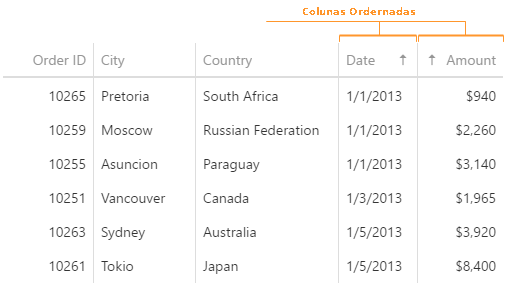 Colunas Ordernadas
Order ID City Country Date ↑ ↑ Amount
10265 Pretoria South Africa 1/1/2013 $940
10259 Moscow Russian Federation 1/1/2013 $2,260
10255 Asuncion Paraguay 1/1/2013 $3,140
10251 Vancouver Canada 1/3/2013 $1,965
10263 Sydney Australia 1/5/2013 $3,920
10261 Tokio Japan 1/5/2013 $8,400